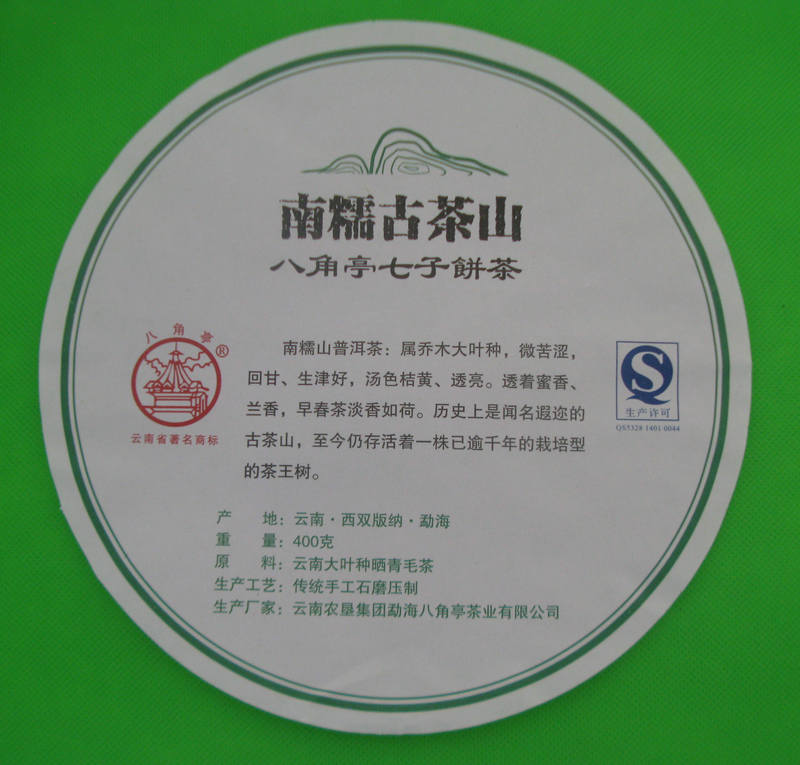 南糯古茶山
八角亭七子餅茶
八角亭
®
云南省著名商标
南糯山普洱茶：属乔木大叶种，微苦涩，
回甘、生津好，汤色桔黄、透亮。透着蜜香、
兰香，早春茶淡香如荷。历史上是闻名遐迩的
古茶山，至今仍存活着一株已逾千年的栽培型
的茶王树。
生产许可
QS5328 1401 0044
产 地：云南·西双版纳·勐海
重 量：400克
原 料：云南大叶种晒青毛茶
生产工艺：传统手工石磨压制
生产厂家：云南农垦集团勐海八角亭茶业有限公司